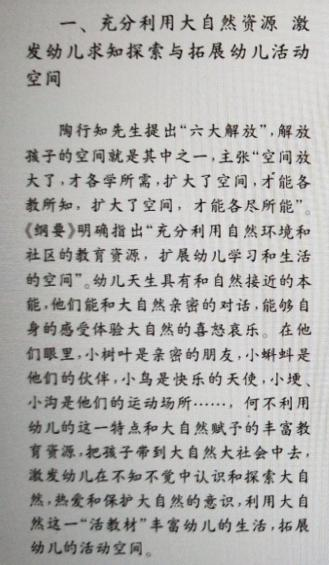 一、充分利用大自然资源 激
发幼儿求知探索与拓展幼儿活动
空间
陶行知先生提出“六大解放”，解放
孩子的空间就是其中之一，主张“空间放
大了，才各学所需，扩大了空间，才能各
教所知，扩大了空间，才能各尽所能”。
《纲要》明确指出“充分利用自然环境和
社区的教育资源，扩展幼儿学习和生活
的空间”。幼儿天生具有和自然接近的本
能，他们能和大自然亲密的对话，能够自
身的感受体验大自然的喜怒哀乐。在他
们眼里，小树叶是亲密的朋友，小蝌蚪是
他们的伙伴，小鸟是快乐的天使，小埂、
小沟是他们的运动场所……，何不利用
幼儿的这一特点和大自然赋予的丰富教
育资源，把孩子带到大自然大社会中去，
激发幼儿在不知不觉中认识和探索大自
然，热爱和保护大自然的意识，利用大自
然这一“活教材”丰富幼儿的生活，拓展
幼儿的活动空间。